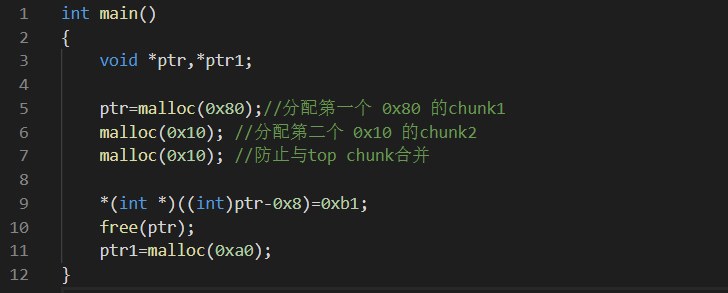 1 int main()
2 {
3 void *ptr,*ptr1;
4
5 ptr=malloc(0x80);//分配第一个 0x80 的chunk1
6 malloc(0x10); //分配第二个 0x10 的chunk2
7 malloc(0x10); //防止与top chunk合并
8
9 *(int *)((int)ptr-0x8)=0xb1;
10 free(ptr);
11 ptr1=malloc(0xa0);
12 }